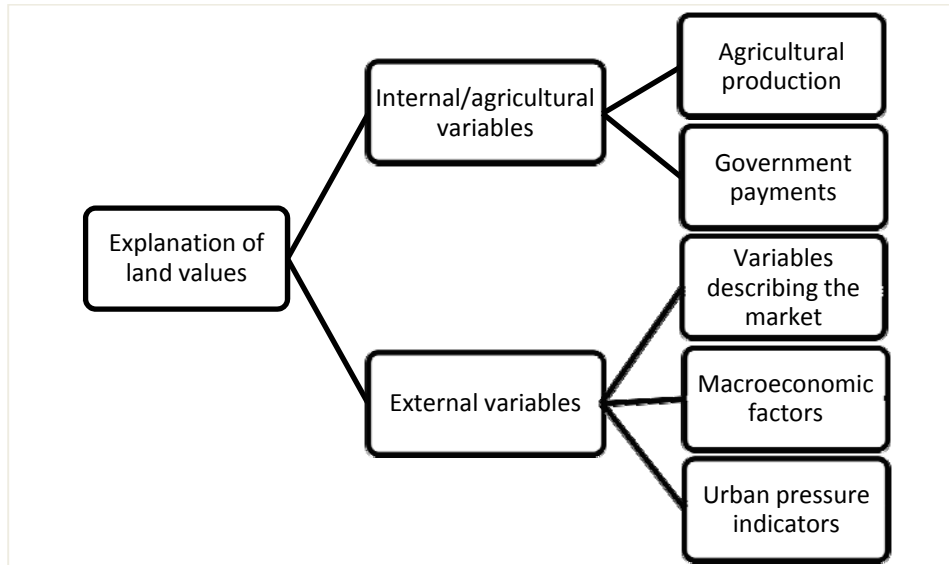 Explanation of
land values
Internal/agricultural
variables
Agricultural
production
Government
payments
External variables
Variables
describing the
market
Macroeconomic
factors
Urban pressure
indicators